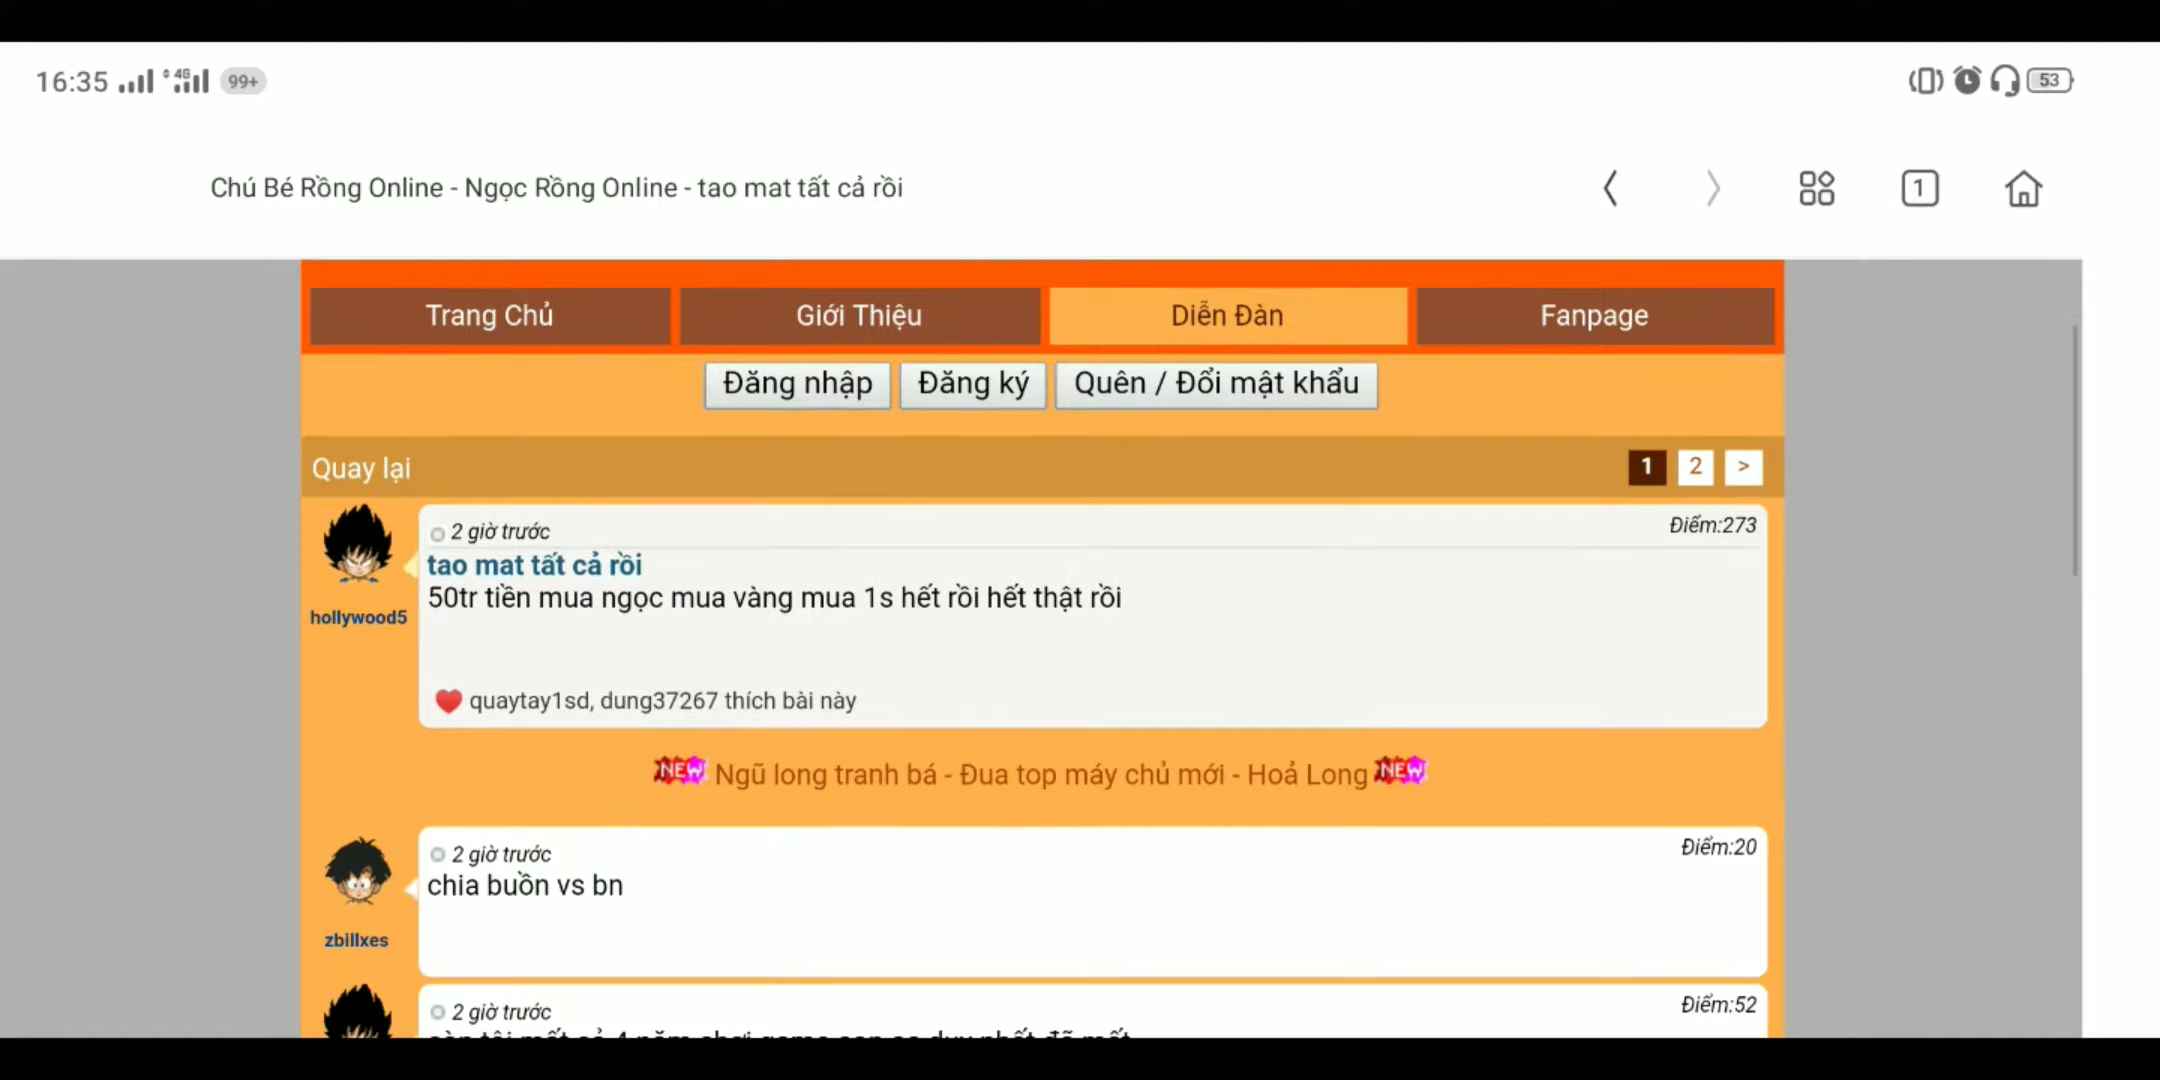 16:35 4G 99+ 53
Chú Bé Rồng Online - Ngọc Rồng Online - tao mat tất cả rồi 1
Trang Chủ Giới Thiệu Diễn Đàn Fanpage
Đăng nhập Đăng ký Quên / Đổi mật khẩu
Quay lại 1 2 >
2 giờ trước Điểm:273
tao mat tất cả rồi
50tr tiền mua ngọc mua vàng mua 1s hết rồi hết thật rồi
hollywood5
quaytay1sd, dung37267 thích bài này
NEW Ngũ long tranh bá - Đua top máy chủ mới - Hoả Long NEW
2 giờ trước Điểm:20
chia buồn vs bn
zbillxes
2 giờ trước Điểm:52